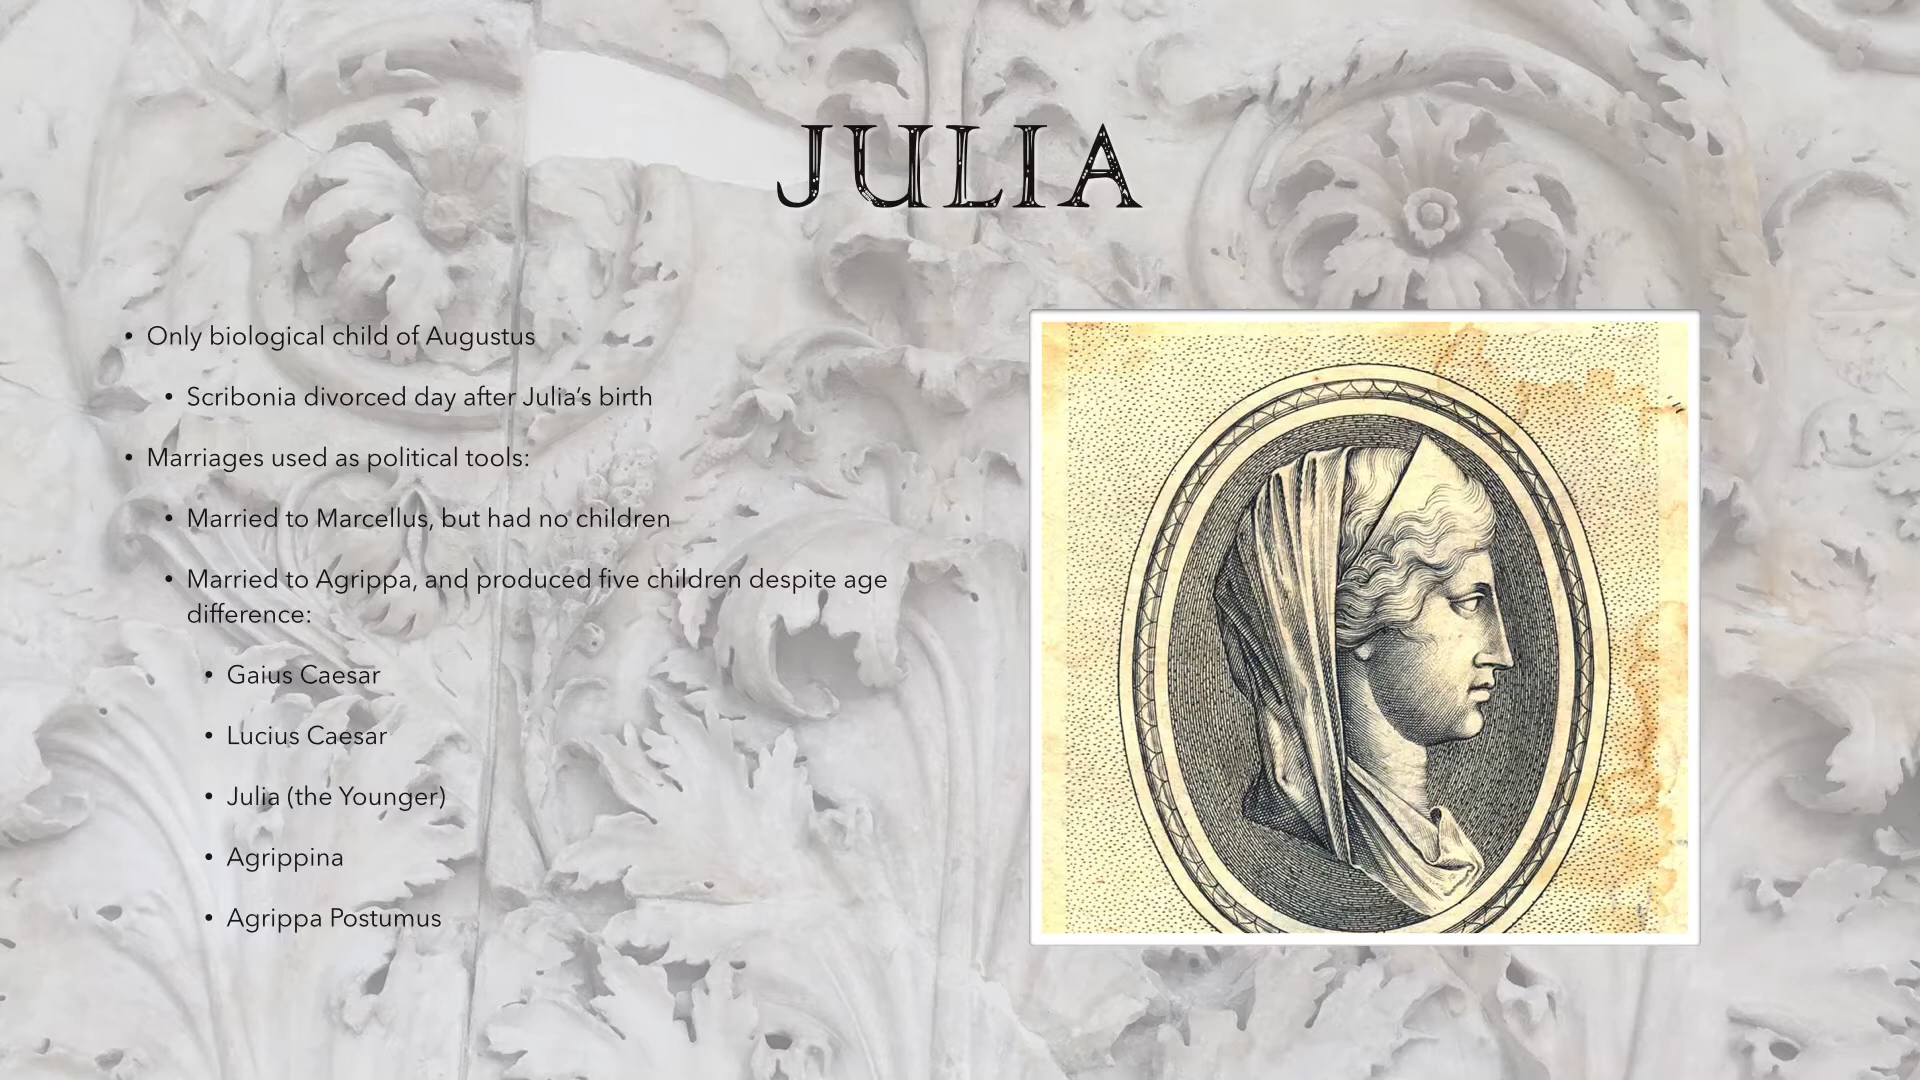 JULIA
• Only biological child of Augustus
• Scribonia divorced day after Julia’s birth
• Marriages used as political tools:
• Married to Marcellus, but had no children
• Married to Agrippa, and produced five children despite age
difference:
• Gaius Caesar
• Lucius Caesar
• Julia (the Younger)
• Agrippina
• Agrippa Postumus